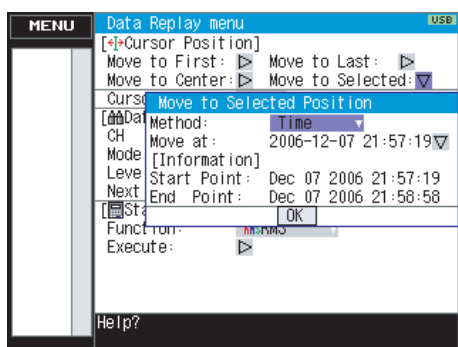 MENU
Data Replay menu
USB
[Cursor Position]
Move to First: Move to Last:
Move to Center: Move to Selected:
Move to Selected Position
[Dat
CH
Mode
Leve
Next
Method: Time
Move at: 2006-12-07 21:57:19
[Information]
Start Point: Dec 07 2006 21:57:19
End Point: Dec 07 2006 21:58:58
OK
[Sta
Function: RMS
Execute:
Help?